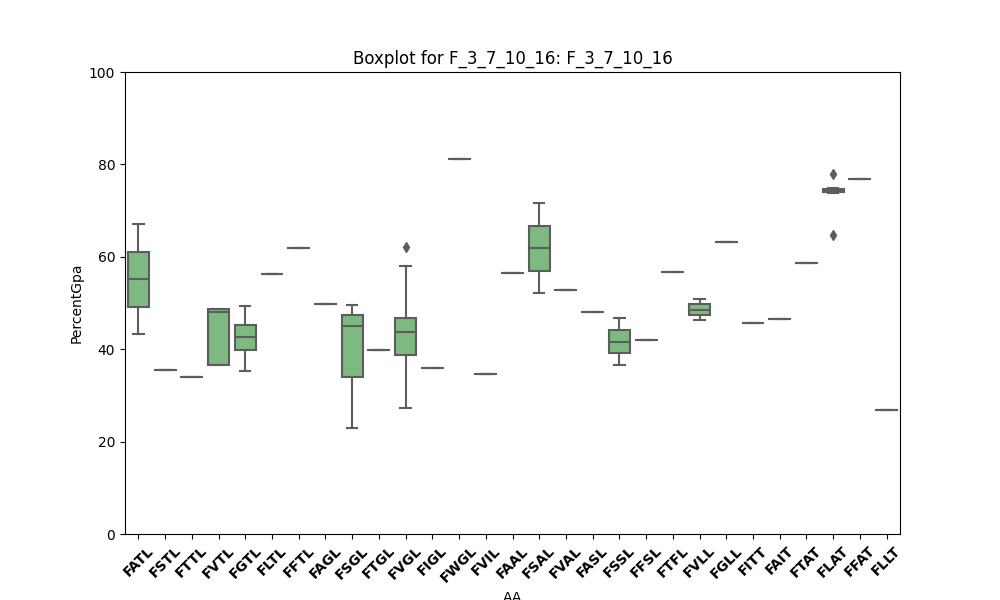 Boxplot for F_3_7_10_16: F_3_7_10_16
100
80
60
40
20
0
PercentGpa
FATL FSTL FTTL FVTL FGTL FLTL FFTL FAGL FSGL FTGL FVGL FIGL FWGL FVIL FAAL FSAL FVAL FASL FSSL FFSL FTFL FVLL FGLL FITT FAIT FTAT FLAT FFAT FLLT
AA